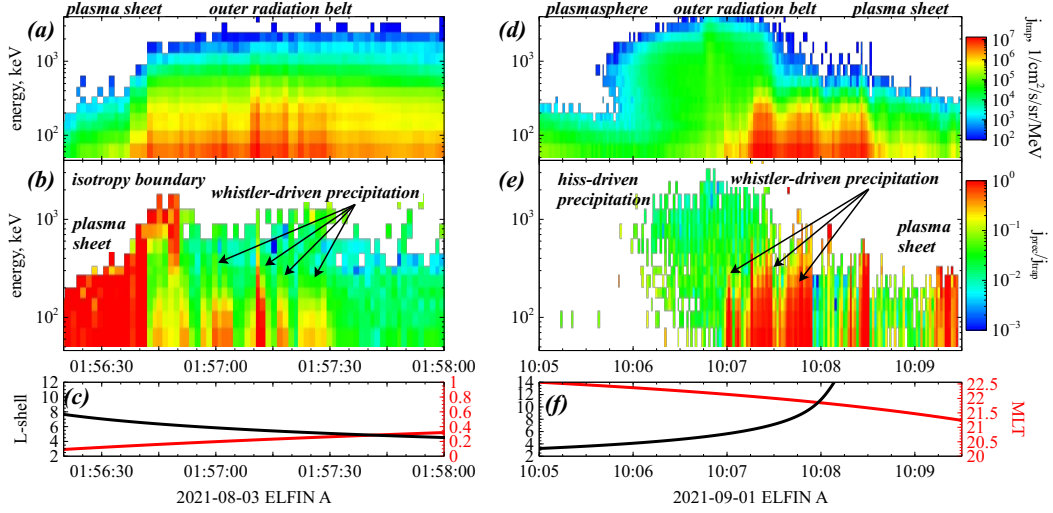 plasma sheet outer radiation belt
plasmasphere outer radiation belt plasma sheet
(a)
(d)
energy, keV
10³
10²
10⁷
10⁶
10⁵
10⁴
10³
10²
j_trap, 1/cm²/s/sr/MeV
(b) isotropy boundary
whistler-driven precipitation
plasma sheet
energy, keV
10³
10²
(e) hiss-driven precipitation
whistler-driven precipitation
plasma sheet
10³
10²
10⁰
10⁻¹
10⁻²
10⁻³
j_prec/j_trap
01:56:30 01:57:00 01:57:30 01:58:00
10:05 10:06 10:07 10:08 10:09
(c)
L-shell
12
10
8
6
4
2
1
0.8
0.6
0.4
0.2
0
(f)
14
12
10
8
6
4
2
22.5
22
21.5
21
20.5
20
MLT
01:56:30 01:57:00 01:57:30 01:58:00
10:05 10:06 10:07 10:08 10:09
2021-08-03 ELFIN A
2021-09-01 ELFIN A